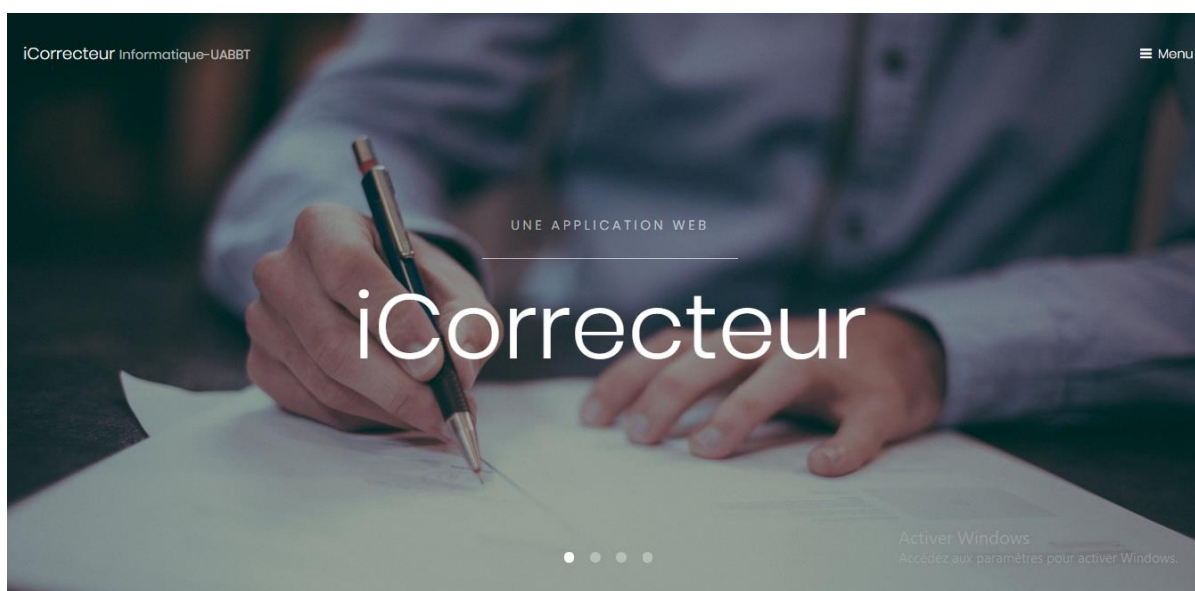 iCorrecteur Informatique-UABBT
Menu
UNE APPLICATION WEB
iCorrecteur
Activer Windows
Accédez aux paramètres pour activer Windows.